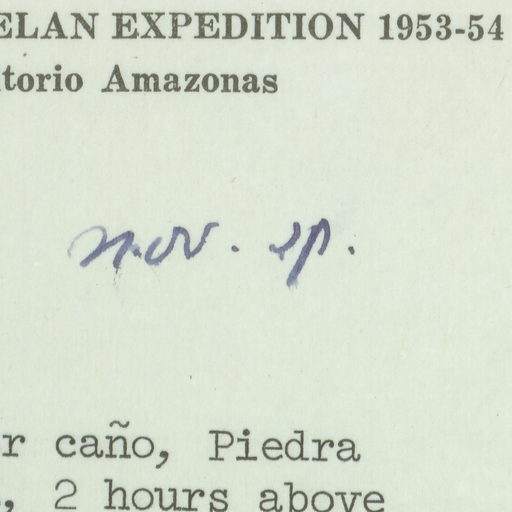 ELAN EXPEDITION 1953-54
torio Amazonas
nov. sp.
r caño, Piedra
, 2 hours above